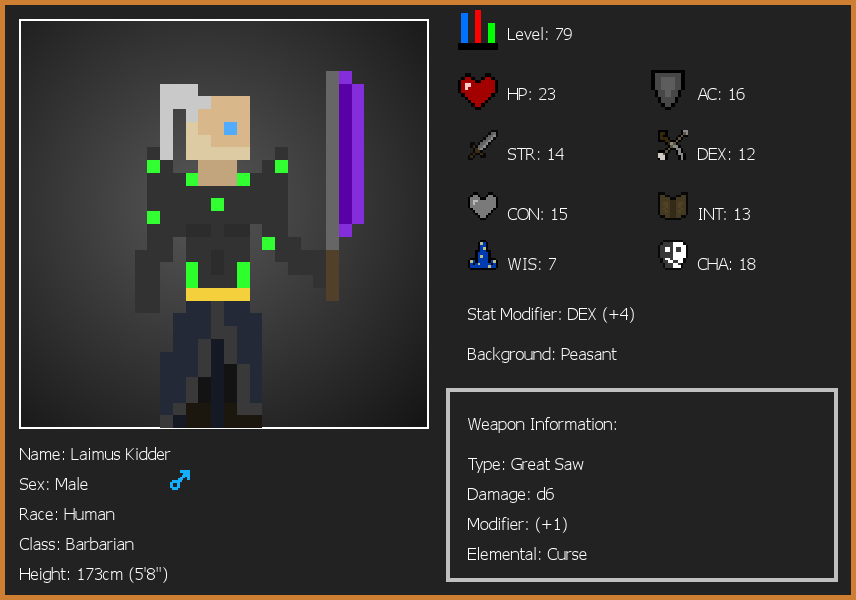 Level: 79
HP: 23
AC: 16
STR: 14
DEX: 12
CON: 15
INT: 13
WIS: 7
CHA: 18
Stat Modifier: DEX (+4)
Background: Peasant
Weapon Information:
Type: Great Saw
Damage: d6
Modifier: (+1)
Elemental: Curse
Name: Laimus Kidder
Sex: Male
Race: Human
Class: Barbarian
Height: 173cm (5'8")